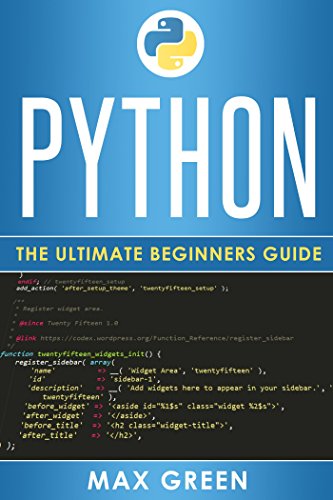 PYTHON
THE ULTIMATE BEGINNERS GUIDE
}
endif; // twentyfifteen_setup
add_action( 'after_setup_theme', 'twentyfifteen_setup' );
/**
* Register widget area.
*
* @since Twenty Fifteen 1.0
*
* @link https://codex.wordpress.org/Function_Reference/register_sidebar
function twentyfifteen_widgets_init() {
register_sidebar( array(
'name' => __( 'Widget Area', 'twentyfifteen' ),
'id' => 'sidebar-1',
'description' => __( 'Add widgets here to appear in your sidebar.', '
twentyfifteen' ),
'before_widget' => '<aside id="%1$s" class="widget %2$s">',
'after_widget' => '</aside>',
'before_title' => '<h2 class="widget-title">',
'after_title' => '</h2>',
MAX GREEN